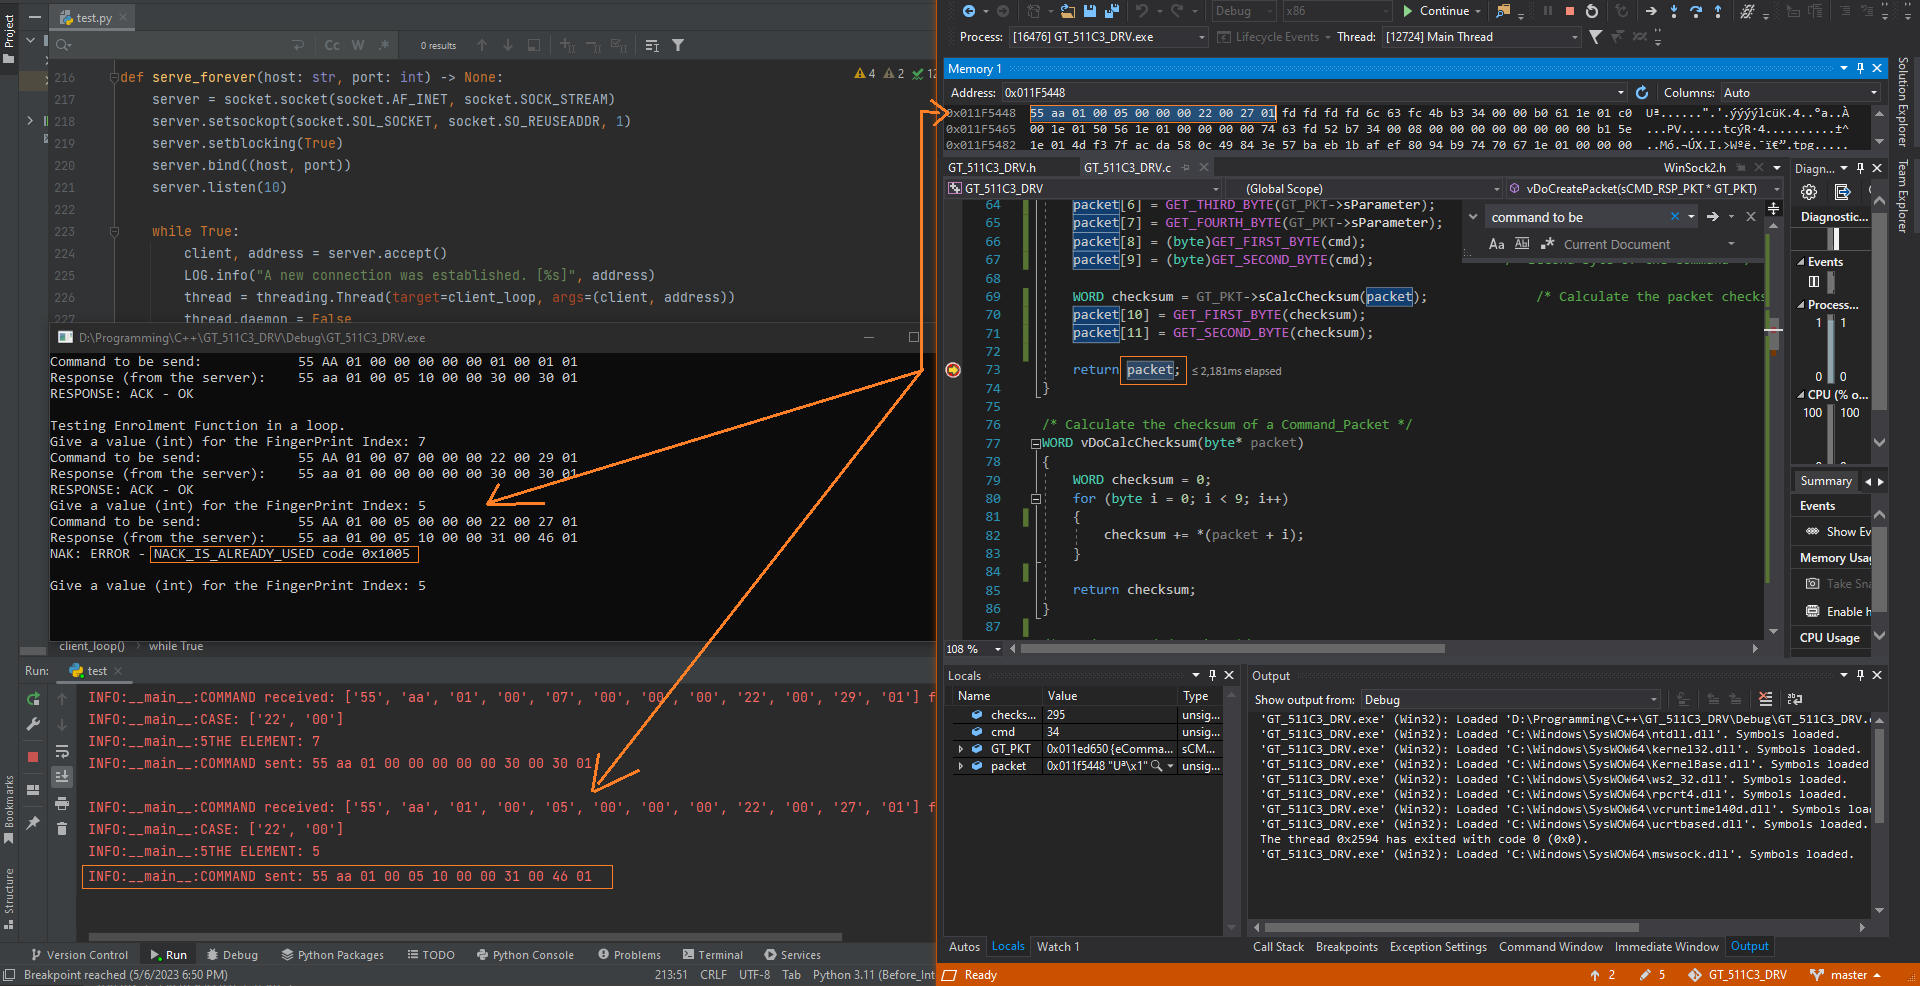 Project
test.py
Cc W .* 0 results
216 def serve_forever(host: str, port: int) -> None:
217 server = socket.socket(socket.AF_INET, socket.SOCK_STREAM)
218 server.setsockopt(socket.SOL_SOCKET, socket.SO_REUSEADDR, 1)
219 server.setblocking(True)
220 server.bind((host, port))
221 server.listen(10)
222
223 while True:
224 client, address = server.accept()
225 LOG.info("A new connection was established. [%s]", address)
226 thread = threading.Thread(target=client_loop, args=(client, address))
thread.daemon = False
4 2 12
D:\Programming\C++\GT_511C3_DRV\Debug\GT_511C3_DRV.exe
Command to be send: 55 AA 01 00 00 00 00 00 01 00 01 01
Response (from the server): 55 aa 01 00 05 10 00 00 30 00 30 01
RESPONSE: ACK - OK
Testing Enrolment Function in a loop.
Give a value (int) for the FingerPrint Index: 7
Command to be send: 55 AA 01 00 07 00 00 00 22 00 29 01
Response (from the server): 55 aa 01 00 00 00 00 00 30 00 30 01
RESPONSE: ACK - OK
Give a value (int) for the FingerPrint Index: 5
Command to be send: 55 AA 01 00 05 00 00 00 22 00 27 01
Response (from the server): 55 aa 01 00 05 10 00 00 31 00 46 01
NAK: ERROR - NACK_IS_ALREADY_USED code 0x1005
Give a value (int) for the FingerPrint Index: 5
client_loop() while True
Run: test
INFO:__main__:COMMAND received: ['55', 'aa', '01', '00', '07', '00', '00', '00', '22', '00', '29', '01'] f
INFO:__main__:CASE: ['22', '00']
INFO:__main__:5THE ELEMENT: 7
INFO:__main__:COMMAND sent: 55 aa 01 00 00 00 00 00 30 00 30 01
INFO:__main__:COMMAND received: ['55', 'aa', '01', '00', '05', '00', '00', '00', '22', '00', '27', '01'] f
INFO:__main__:CASE: ['22', '00']
INFO:__main__:5THE ELEMENT: 5
INFO:__main__:COMMAND sent: 55 aa 01 00 05 10 00 00 31 00 46 01
Bookmarks
Structure
Version Control Run Debug Python Packages TODO Python Console Problems Terminal Services
Breakpoint reached (5/6/2023 6:50 PM) 213:51 CRLF UTF-8 Tab Python 3.11 (Before_Int
Debug x86 Continue
Process: [16476] GT_511C3_DRV.exe Lifecycle Events Thread: [12724] Main Thread
Memory 1
Address: 0x011F5448 Columns: Auto
0x011F5448 55 aa 01 00 05 00 00 00 22 00 27 01 fd fd fd fd 6c 63 fc 4b b3 34 00 00 b0 61 1e 01 c0
0x011F5465 00 1e 01 50 56 1e 01 00 00 00 00 74 63 fd 52 b7 34 00 08 00 00 00 00 00 00 00 00 b1 5e
0x011F5482 1e 01 4d f3 7f ac da 58 0c 49 84 3e 57 ba eb 1b af ef 80 94 b9 74 70 67 1e 01 00 00 00
GT_511C3_DRV.h GT_511C3_DRV.c WinSock2.h
GT_511C3_DRV (Global Scope) vDoCreatePacket(sCMD_RSP_PKT * GT_PKT)
command to be
Aa Ab .* Current Document
64 packet[6] = GET_THIRD_BYTE(GT_PKT->sParameter);
65 packet[7] = GET_FOURTH_BYTE(GT_PKT->sParameter);
66 packet[8] = (byte)GET_FIRST_BYTE(cmd);
67 packet[9] = (byte)GET_SECOND_BYTE(cmd);
68
69 WORD checksum = GT_PKT->sCalcChecksum(packet); /* Calculate the packet checks
70 packet[10] = GET_FIRST_BYTE(checksum);
71 packet[11] = GET_SECOND_BYTE(checksum);
72
73 return packet; ≤ 2,181ms elapsed
74 }
75
76 /* Calculate the checksum of a Command_Packet */
77 WORD vDoCalcChecksum(byte* packet)
78 {
79 WORD checksum = 0;
80 for (byte i = 0; i < 9; i++)
81 {
82 checksum += *(packet + i);
83 }
84
85 return checksum;
86 }
87
108 %
Diagn...
Diagnostic...
Events
Process...
1 1
0 0
CPU (% o...
100 100
Summary
Events
Show Ev
Memory Usag
Take Sna
Enable h
CPU Usage
Solution Explorer
Team Explorer
Locals
Name Value Type
checks... 295 unsig...
cmd 34 unsig...
GT_PKT 0x011ed650 {eComma... sCM...
packet 0x011f5448 "Uª\x1" unsig...
Autos Locals Watch 1
Output
Show output from: Debug
'GT_511C3_DRV.exe' (Win32): Loaded 'D:\Programming\C++\GT_511C3_DRV\Debug\GT_511C3_DRV.
'GT_511C3_DRV.exe' (Win32): Loaded 'C:\Windows\SysWOW64\ntdll.dll'. Symbols loaded.
'GT_511C3_DRV.exe' (Win32): Loaded 'C:\Windows\SysWOW64\kernel32.dll'. Symbols loaded.
'GT_511C3_DRV.exe' (Win32): Loaded 'C:\Windows\SysWOW64\KernelBase.dll'. Symbols loaded
'GT_511C3_DRV.exe' (Win32): Loaded 'C:\Windows\SysWOW64\ws2_32.dll'. Symbols loaded.
'GT_511C3_DRV.exe' (Win32): Loaded 'C:\Windows\SysWOW64\rpcrt4.dll'. Symbols loaded.
'GT_511C3_DRV.exe' (Win32): Loaded 'C:\Windows\SysWOW64\vcruntime140d.dll'. Symbols loa
'GT_511C3_DRV.exe' (Win32): Loaded 'C:\Windows\SysWOW64\ucrtbased.dll'. Symbols loaded.
The thread 0x2594 has exited with code 0 (0x0).
'GT_511C3_DRV.exe' (Win32): Loaded 'C:\Windows\SysWOW64\mswsock.dll'. Symbols loaded.
Call Stack Breakpoints Exception Settings Command Window Immediate Window Output
Ready 2 5 GT_511C3_DRV master